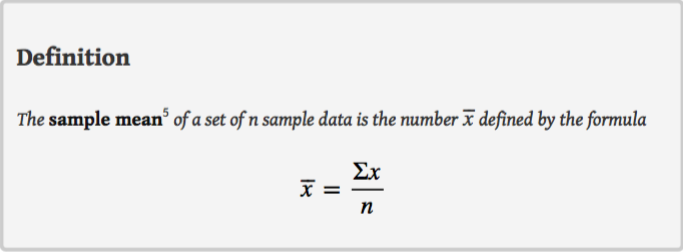 Definition
The sample mean⁵ of a set of n sample data is the number x̅ defined by the formula
x̅ = Σx / n